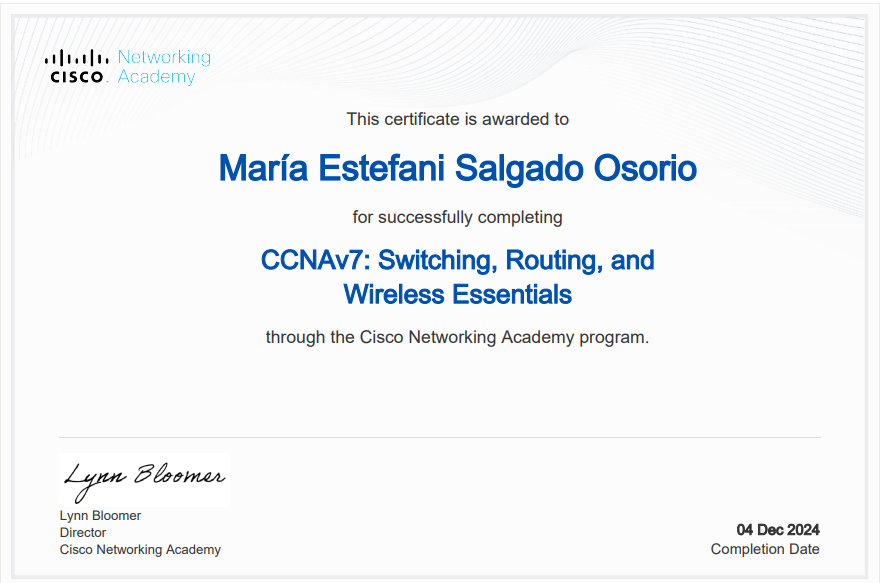 Networking
CISCO Academy
This certificate is awarded to
María Estefani Salgado Osorio
for successfully completing
CCNAv7: Switching, Routing, and
Wireless Essentials
through the Cisco Networking Academy program.
Lynn Bloomer
Lynn Bloomer
Director
Cisco Networking Academy
04 Dec 2024
Completion Date